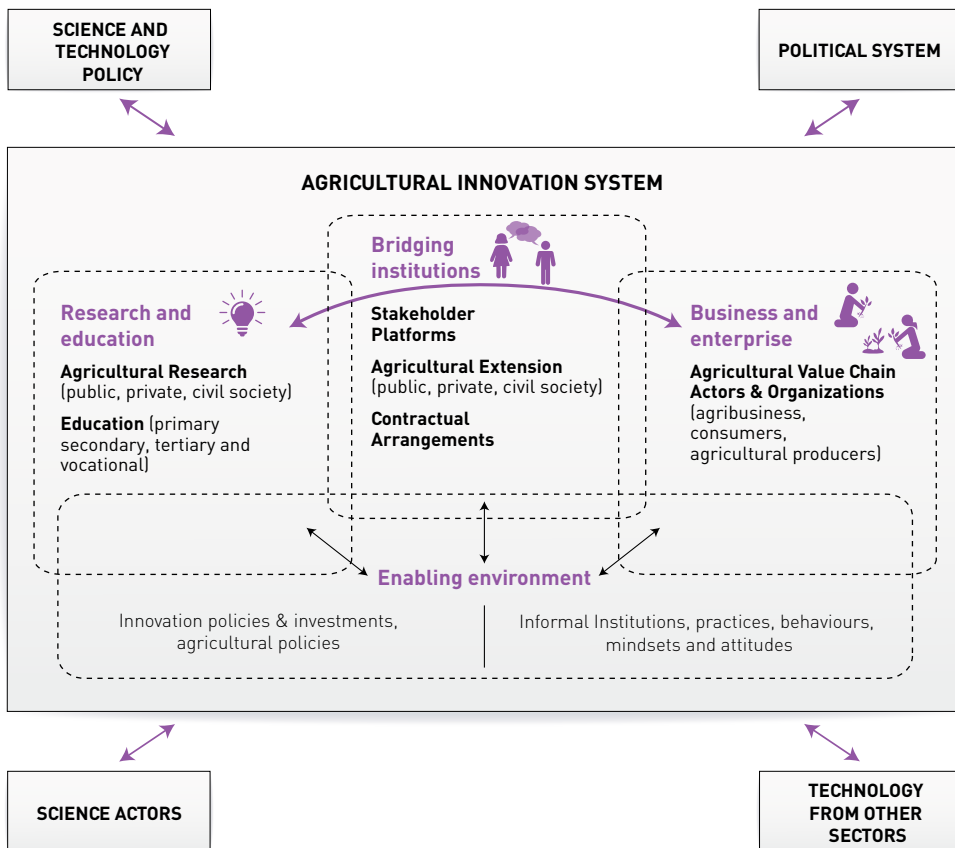 SCIENCE AND
TECHNOLOGY
POLICY
POLITICAL SYSTEM
AGRICULTURAL INNOVATION SYSTEM
Bridging
institutions
Stakeholder
Platforms
Agricultural Extension
(public, private, civil society)
Contractual
Arrangements
Research and
education
Agricultural Research
(public, private, civil society)
Education (primary
secondary, tertiary and
vocational)
Business and
enterprise
Agricultural Value Chain
Actors & Organizations
(agribusiness,
consumers,
agricultural producers)
Enabling environment
Innovation policies & investments,
agricultural policies
Informal Institutions, practices, behaviours,
mindsets and attitudes
SCIENCE ACTORS
TECHNOLOGY
FROM OTHER
SECTORS